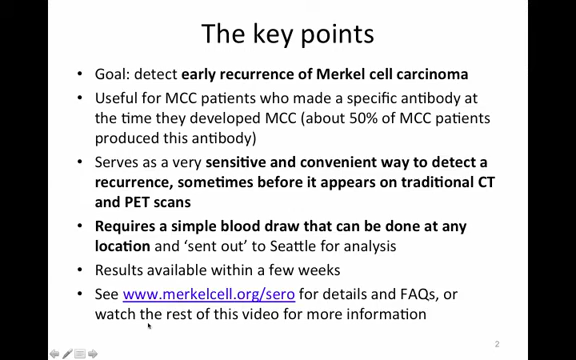 The key points
• Goal: detect early recurrence of Merkel cell carcinoma
• Useful for MCC patients who made a specific antibody at
the time they developed MCC (about 50% of MCC patients
produced this antibody)
• Serves as a very sensitive and convenient way to detect a
recurrence, sometimes before it appears on traditional CT
and PET scans
• Requires a simple blood draw that can be done at any
location and ‘sent out’ to Seattle for analysis
• Results available within a few weeks
• See www.merkelcell.org/sero for details and FAQs, or
watch the rest of this video for more information
2